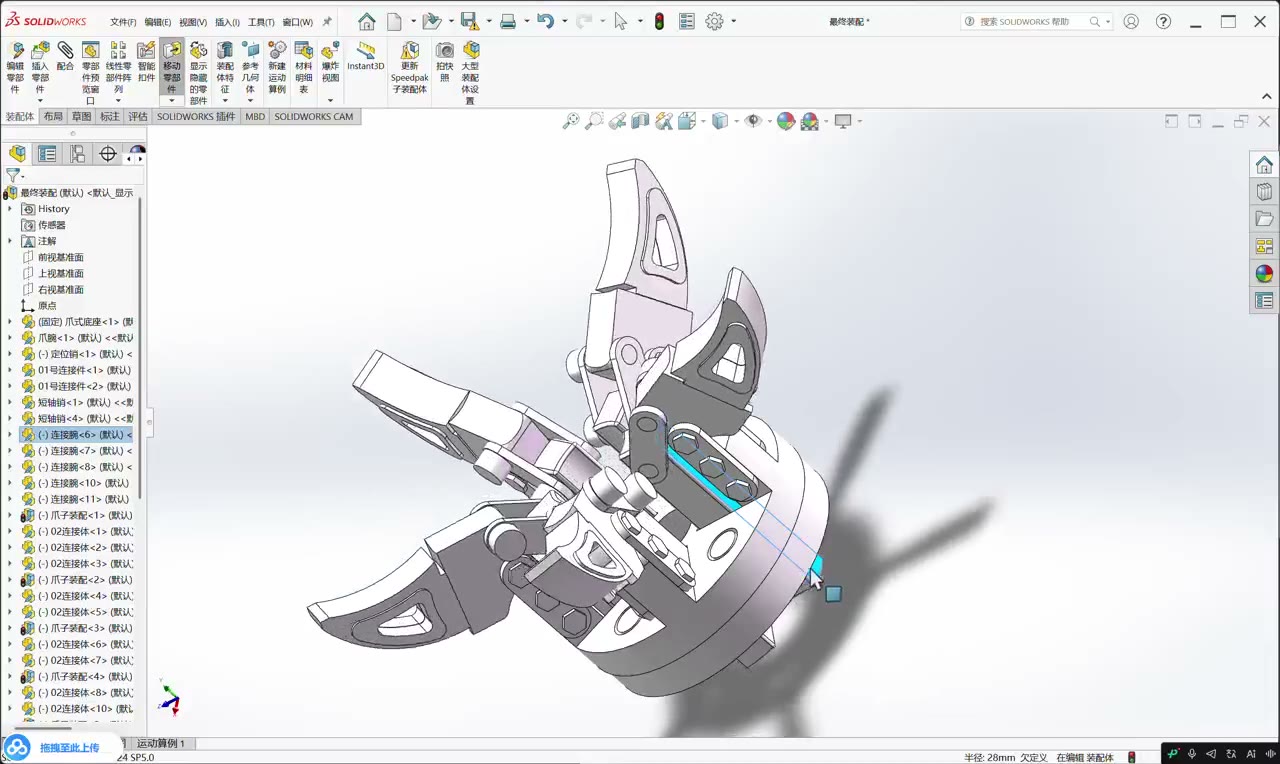 SOLIDWORKS 文件(F) 编辑(E) 视图(V) 插入(I) 工具(T) 窗口(W) 最终装配* 搜索 SOLIDWORKS 帮助
编辑零部件 插入零部件 配合 零部件预览窗口 线性零部件阵列 智能扣件 移动零部件 显示隐藏的零部件 装配体特征 参考几何体 新建运动算例 材料明细表 爆炸视图 Instant3D 更新Speedpak子装配体 拍快照 大型装配体设置
装配体 布局 草图 标注 评估 SOLIDWORKS 插件 MBD SOLIDWORKS CAM
最终装配 (默认) <默认_显示
History
传感器
注解
前视基准面
上视基准面
右视基准面
原点
(固定) 爪式底座<1> (默
爪腕<1> (默认) <<默认
(-) 定位销<1> (默认) <
01号连接件<1> (默认)
01号连接件<2> (默认)
短轴销<1> (默认) <<默
短轴销<4> (默认) <<默
(-) 连接腕<6> (默认) <
(-) 连接腕<7> (默认) <
(-) 连接腕<8> (默认) <
(-) 连接腕<10> (默认)
(-) 连接腕<11> (默认)
(-) 爪子装配<1> (默认)
(-) 02连接体<1> (默认)
(-) 02连接体<2> (默认)
(-) 02连接体<3> (默认)
(-) 爪子装配<2> (默认)
(-) 02连接体<4> (默认)
(-) 02连接体<5> (默认)
(-) 爪子装配<3> (默认)
(-) 02连接体<6> (默认)
(-) 02连接体<7> (默认)
(-) 爪子装配<4> (默认)
(-) 02连接体<8> (默认)
(-) 02连接体<10> (默认)
拖拽至此上传 运动算例 1
24 SP5.0 半径: 28mm 欠定义 在编辑 装配体